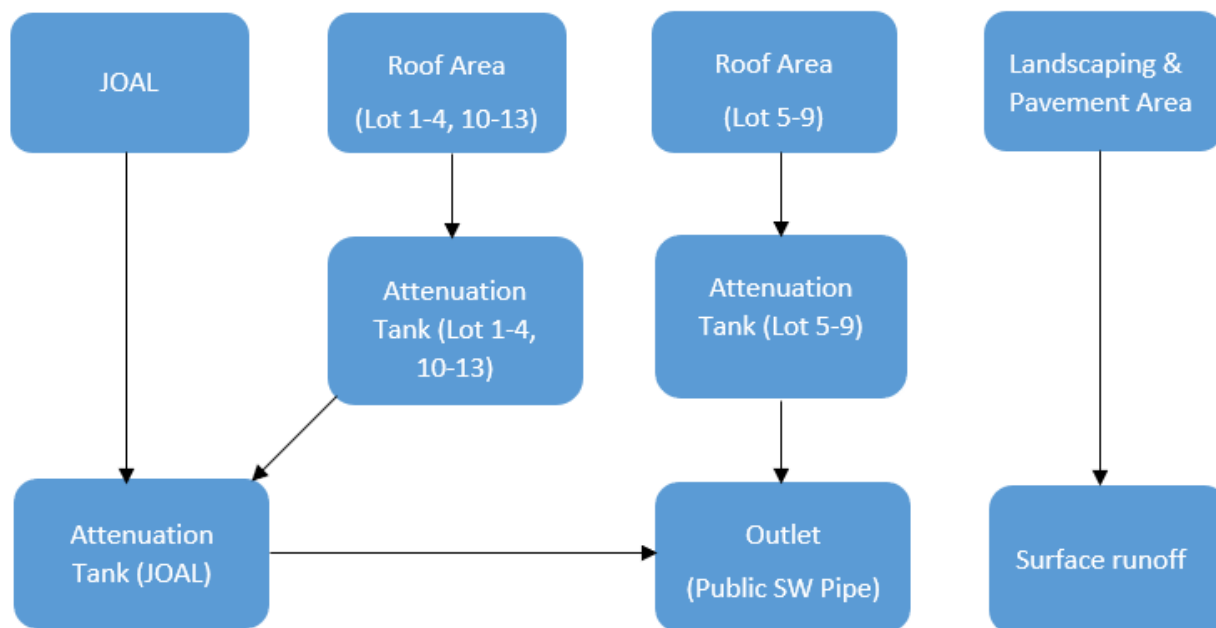 JOAL
Roof Area
(Lot 1-4, 10-13)
Roof Area
(Lot 5-9)
Landscaping &
Pavement Area
Attenuation
Tank (Lot 1-4,
10-13)
Attenuation
Tank (Lot 5-9)
Attenuation
Tank (JOAL)
Outlet
(Public SW Pipe)
Surface runoff